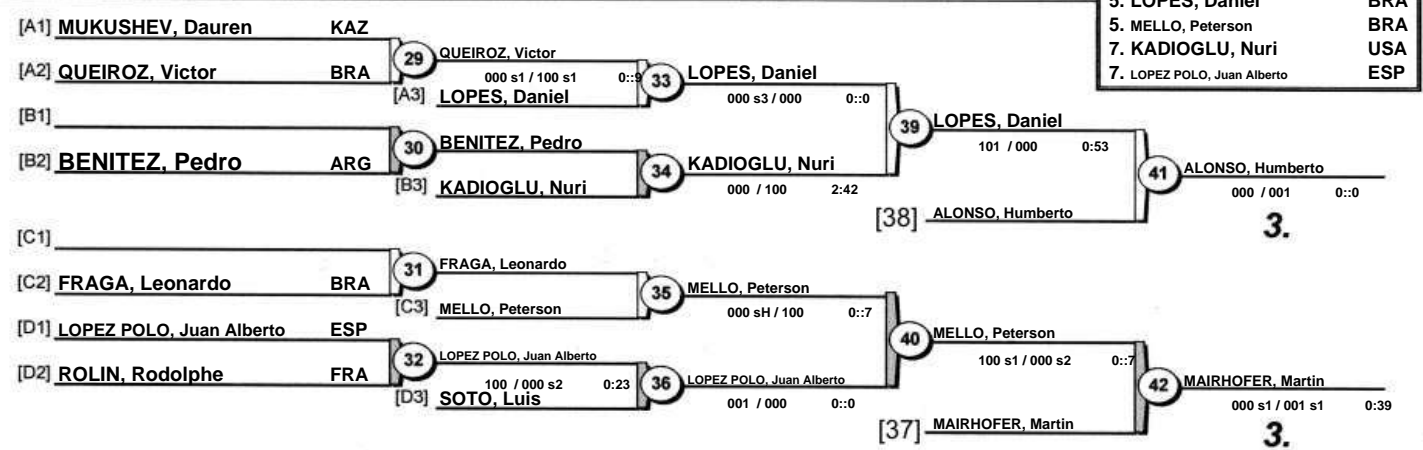 5. LOPES, Daniel BRA
5. MELLO, Peterson BRA
7. KADIOGLU, Nuri USA
7. LOPEZ POLO, Juan Alberto ESP
[A1] MUKUSHEV, Dauren KAZ
[A2] QUEIROZ, Victor BRA
29
QUEIROZ, Victor
000 s1 / 100 s1 0::9
[A3] LOPES, Daniel
33
LOPES, Daniel
000 s3 / 000 0::0
[B1]
[B2] BENITEZ, Pedro ARG
30
BENITEZ, Pedro
[B3] KADIOGLU, Nuri
34
KADIOGLU, Nuri
000 / 100 2:42
39
LOPES, Daniel
101 / 000 0:53
[38] ALONSO, Humberto
41
ALONSO, Humberto
000 / 001 0::0
3.
[C1]
[C2] FRAGA, Leonardo BRA
31
FRAGA, Leonardo
[C3] MELLO, Peterson
35
MELLO, Peterson
000 sH / 100 0::7
[D1] LOPEZ POLO, Juan Alberto ESP
[D2] ROLIN, Rodolphe FRA
32
LOPEZ POLO, Juan Alberto
100 / 000 s2 0:23
[D3] SOTO, Luis
36
LOPEZ POLO, Juan Alberto
001 / 000 0::0
40
MELLO, Peterson
100 s1 / 000 s2 0::7
[37] MAIRHOFER, Martin
42
MAIRHOFER, Martin
000 s1 / 001 s1 0:39
3.